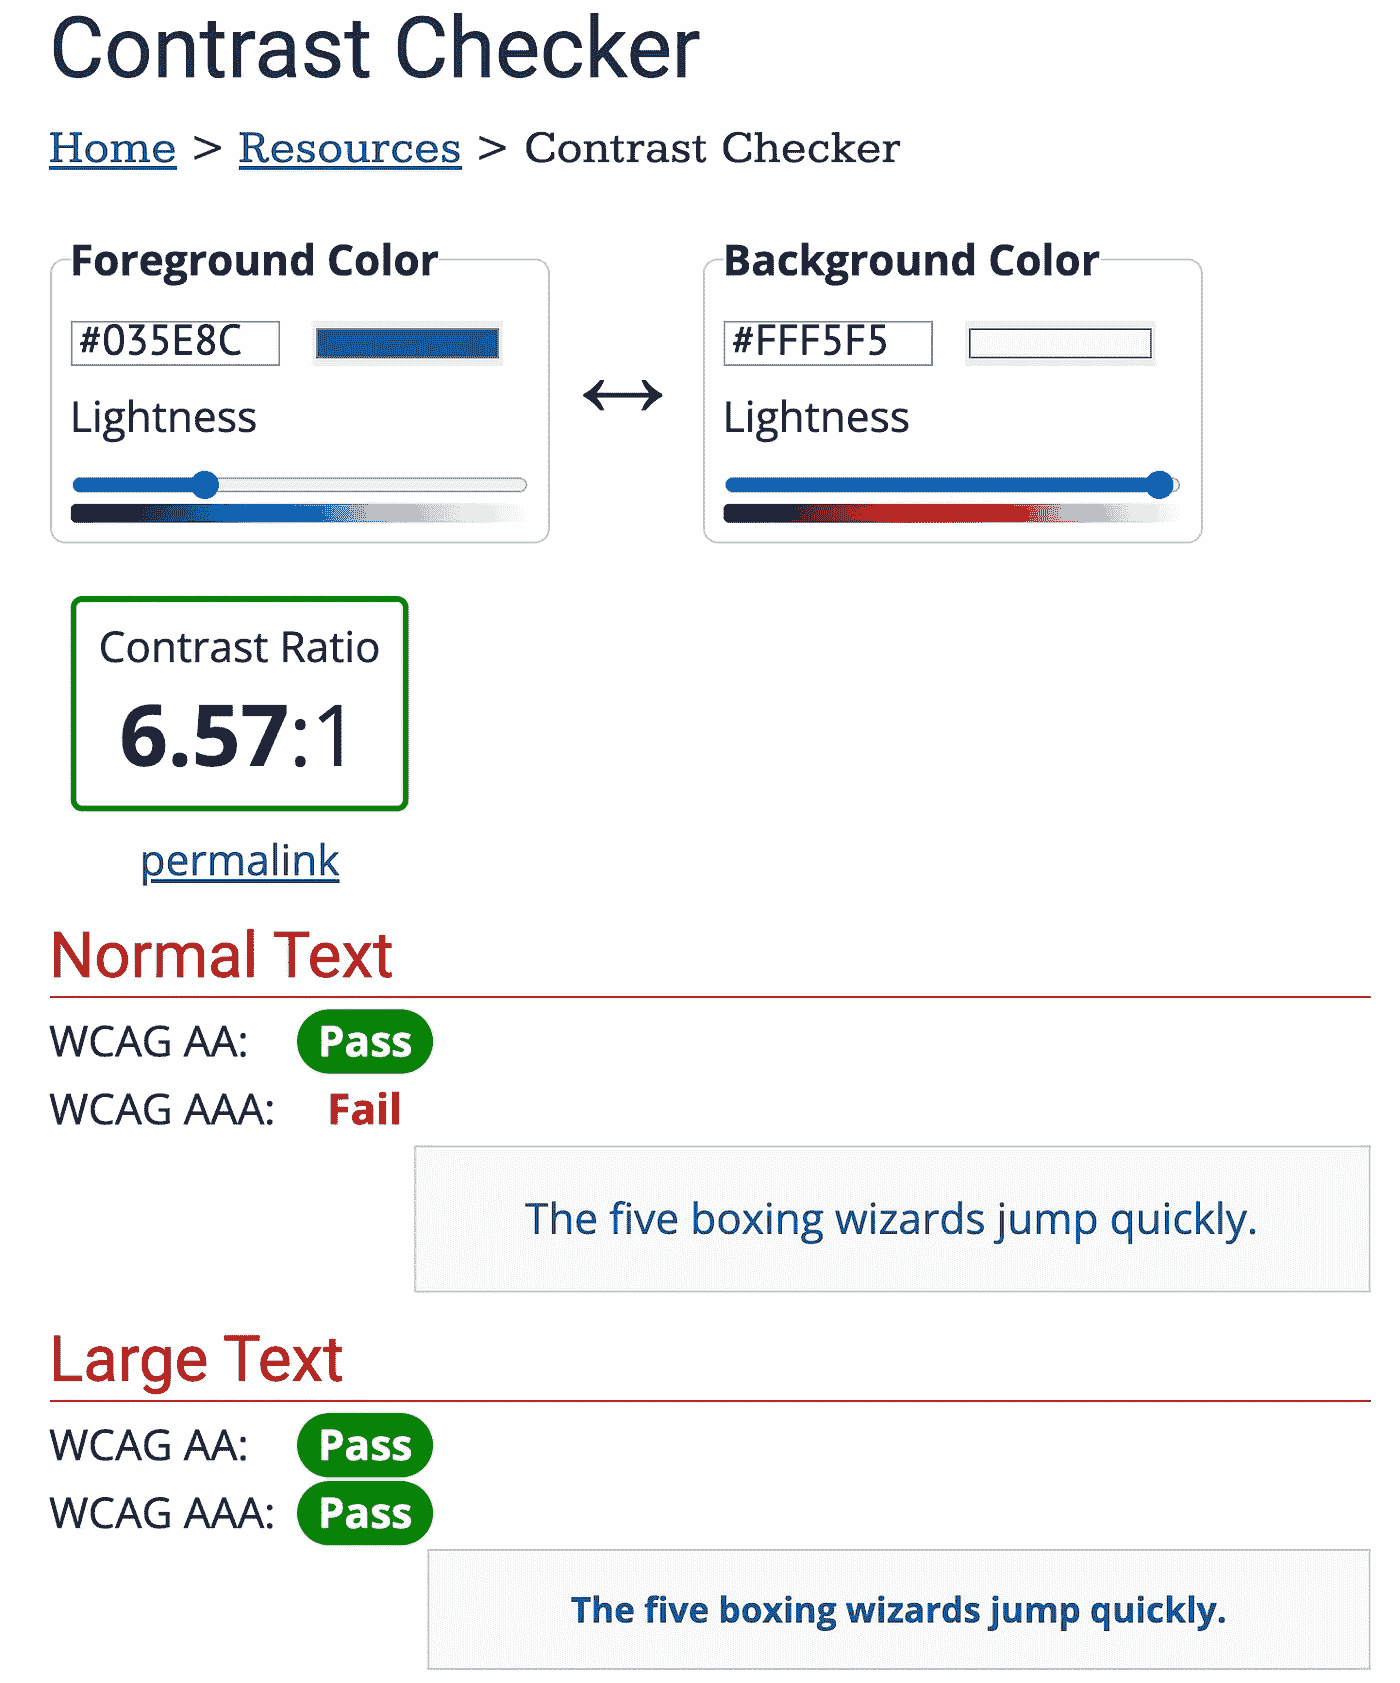 Contrast Checker
Home > Resources > Contrast Checker
Foreground Color
#035E8C
Lightness
Background Color
#FFF5F5
Lightness
Contrast Ratio
6.57:1
permalink
Normal Text
WCAG AA: Pass
WCAG AAA: Fail
The five boxing wizards jump quickly.
Large Text
WCAG AA: Pass
WCAG AAA: Pass
The five boxing wizards jump quickly.